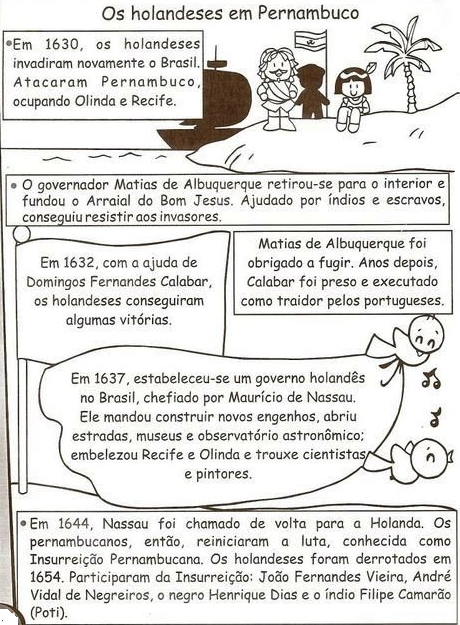 Os holandeses em Pernambuco
•Em 1630, os holandeses
invadiram novamente o Brasil.
Atacaram Pernambuco,
ocupando Olinda e Recife.
• O governador Matias de Albuquerque retirou-se para o interior e
fundou o Arraial do Bom Jesus. Ajudado por índios e escravos,
conseguiu resistir aos invasores.
Em 1632, com a ajuda de
Domingos Fernandes Calabar,
os holandeses conseguiram
algumas vitórias.
Matias de Albuquerque foi
obrigado a fugir. Anos depois,
Calabar foi preso e executado
como traidor pelos portugueses.
Em 1637, estabeleceu-se um governo holandês
no Brasil, chefiado por Maurício de Nassau.
Ele mandou construir novos engenhos, abriu
estradas, museus e observatório astronômico;
embelezou Recife e Olinda e trouxe cientistas
e pintores.
•Em 1644, Nassau foi chamado de volta para a Holanda. Os
pernambucanos, então, reiniciaram a luta, conhecida como
Insurreição Pernambucana. Os holandeses foram derrotados em
1654. Participaram da Insurreição: João Fernandes Vieira, André
Vidal de Negreiros, o negro Henrique Dias e o índio Filipe Camarão
(Poti).